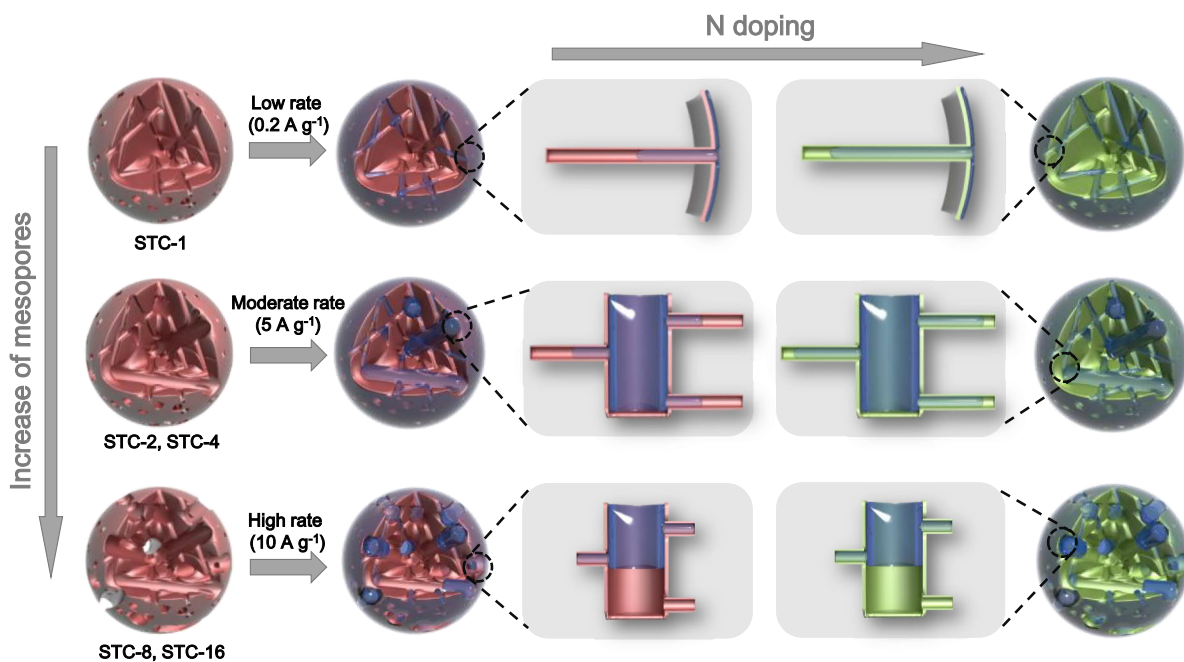 N doping
Increase of mesopores
Low rate
(0.2 A g⁻¹)
STC-1
Moderate rate
(5 A g⁻¹)
STC-2, STC-4
High rate
(10 A g⁻¹)
STC-8, STC-16